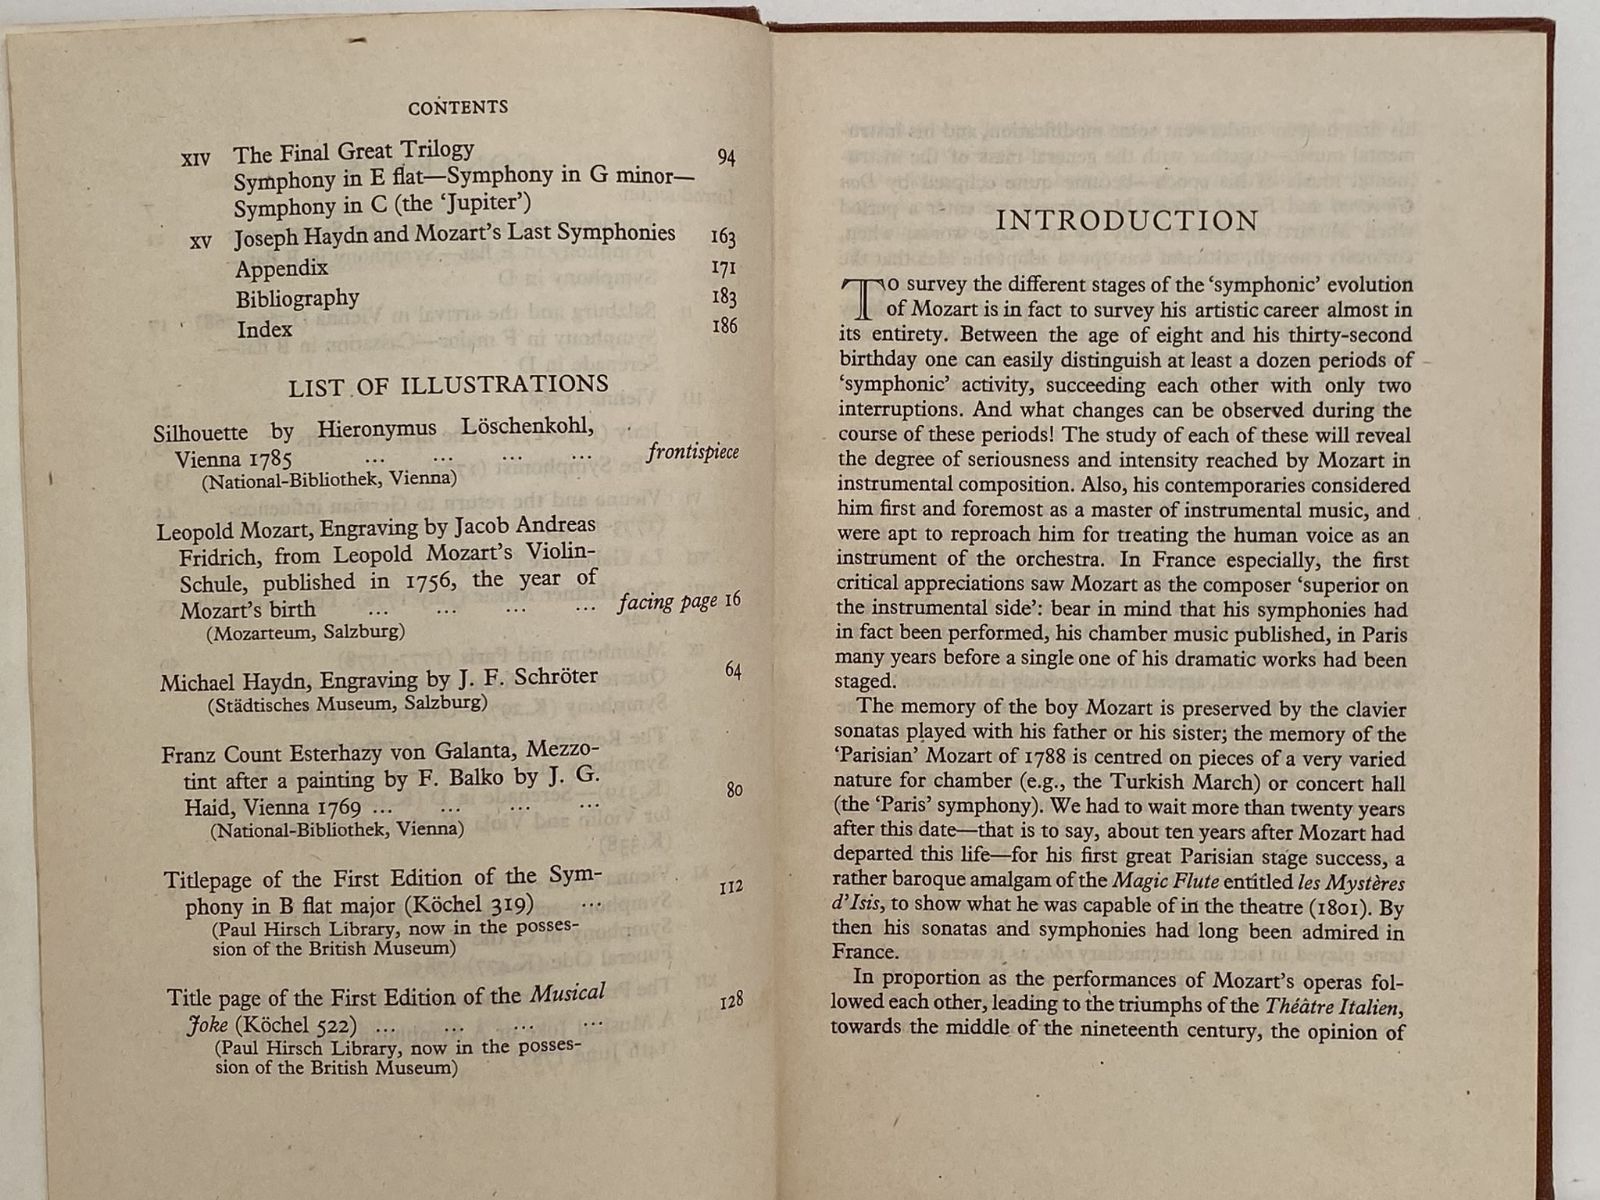 CONTENTS
XIV The Final Great Trilogy 94
Symphony in E flat—Symphony in G minor—
Symphony in C (the ‘Jupiter’)
XV Joseph Haydn and Mozart’s Last Symphonies 163
Appendix 171
Bibliography 183
Index 186
LIST OF ILLUSTRATIONS
Silhouette by Hieronymus Löschenkohl,
Vienna 1785 ... ... ... ... frontispiece
(National-Bibliothek, Vienna)
Leopold Mozart, Engraving by Jacob Andreas
Fridrich, from Leopold Mozart’s Violin-
Schule, published in 1756, the year of
Mozart’s birth ... ... ... ... facing page 16
(Mozarteum, Salzburg)
Michael Haydn, Engraving by J. F. Schröter 64
(Städtisches Museum, Salzburg)
Franz Count Esterhazy von Galanta, Mezzo-
tint after a painting by F. Balko by J. G.
Haid, Vienna 1769 ... ... ... ... 80
(National-Bibliothek, Vienna)
Titlepage of the First Edition of the Sym-
phony in B flat major (Köchel 319) ... 112
(Paul Hirsch Library, now in the posses-
sion of the British Museum)
Title page of the First Edition of the Musical
Joke (Köchel 522) ... ... ... ... 128
(Paul Hirsch Library, now in the posses-
sion of the British Museum)
INTRODUCTION
TO survey the different stages of the ‘symphonic’ evolution
of Mozart is in fact to survey his artistic career almost in
its entirety. Between the age of eight and his thirty-second
birthday one can easily distinguish at least a dozen periods of
‘symphonic’ activity, succeeding each other with only two
interruptions. And what changes can be observed during the
course of these periods! The study of each of these will reveal
the degree of seriousness and intensity reached by Mozart in
instrumental composition. Also, his contemporaries considered
him first and foremost as a master of instrumental music, and
were apt to reproach him for treating the human voice as an
instrument of the orchestra. In France especially, the first
critical appreciations saw Mozart as the composer ‘superior on
the instrumental side’: bear in mind that his symphonies had
in fact been performed, his chamber music published, in Paris
many years before a single one of his dramatic works had been
staged.
The memory of the boy Mozart is preserved by the clavier
sonatas played with his father or his sister; the memory of the
‘Parisian’ Mozart of 1788 is centred on pieces of a very varied
nature for chamber (e.g., the Turkish March) or concert hall
(the ‘Paris’ symphony). We had to wait more than twenty years
after this date—that is to say, about ten years after Mozart had
departed this life—for his first great Parisian stage success, a
rather baroque amalgam of the Magic Flute entitled les Mystères
d’Isis, to show what he was capable of in the theatre (1801). By
then his sonatas and symphonies had long been admired in
France.
In proportion as the performances of Mozart’s operas fol-
lowed each other, leading to the triumphs of the Théâtre Italien,
towards the middle of the nineteenth century, the opinion of